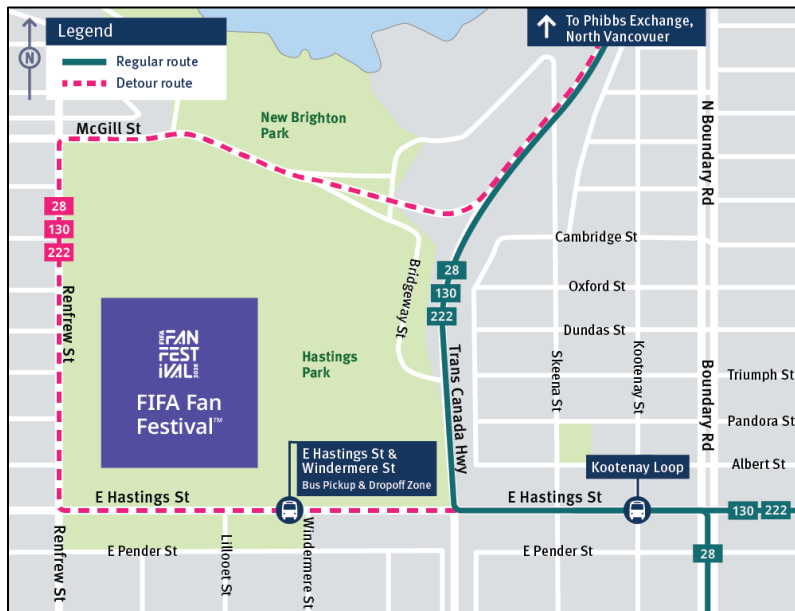 Legend
N
Regular route
Detour route
To Phibbs Exchange,
North Vancovuer
New Brighton
Park
McGill St
N Boundary Rd
28
130
222
Cambridge St
28
130
222
Oxford St
Bridgeway St
Renfrew St
Dundas St
FIFA
FAN
FEST
iVAL
2026
FIFA Fan
Festival™
Hastings
Park
Trans Canada Hwy
Skeena St
Kootenay St
Boundary Rd
Triumph St
Pandora St
E Hastings St &
Windermere St
Bus Pickup & Dropoff Zone
Kootenay Loop
Albert St
E Hastings St
E Hastings St
130 222
Renfrew St
E Pender St
Lillooet St
Windermere St
E Pender St
28